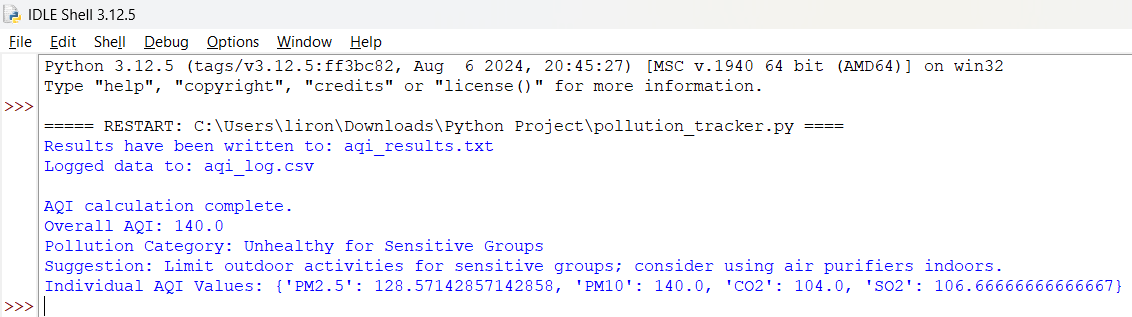 IDLE Shell 3.12.5
File Edit Shell Debug Options Window Help
Python 3.12.5 (tags/v3.12.5:ff3bc82, Aug  6 2024, 20:45:27) [MSC v.1940 64 bit (AMD64)] on win32
Type "help", "copyright", "credits" or "license()" for more information.
>>>
===== RESTART: C:\Users\liron\Downloads\Python Project\pollution_tracker.py ====
Results have been written to: aqi_results.txt
Logged data to: aqi_log.csv
AQI calculation complete.
Overall AQI: 140.0
Pollution Category: Unhealthy for Sensitive Groups
Suggestion: Limit outdoor activities for sensitive groups; consider using air purifiers indoors.
Individual AQI Values: {'PM2.5': 128.57142857142858, 'PM10': 140.0, 'CO2': 104.0, 'SO2': 106.66666666666667}
>>>